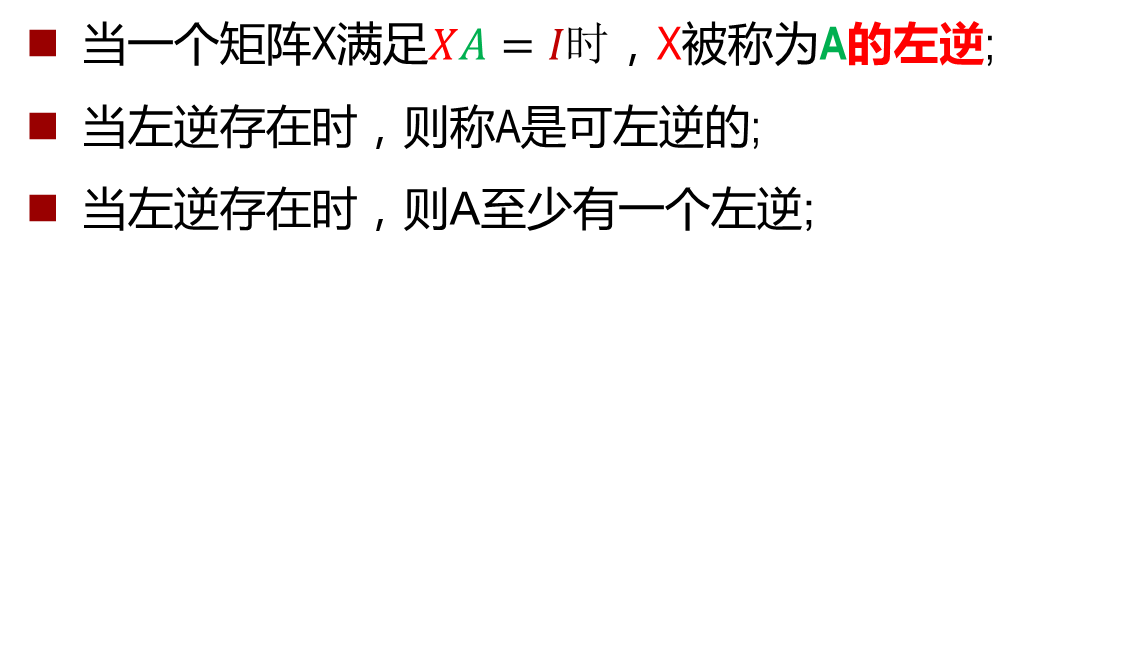 当一个矩阵X满足XA = I时，X被称为A的左逆;
当左逆存在时，则称A是可左逆的;
当左逆存在时，则A至少有一个左逆;